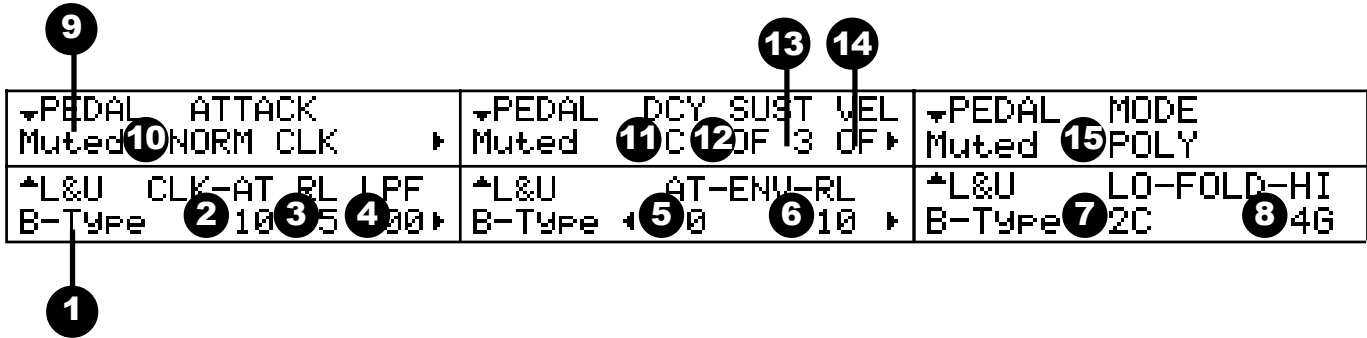 9
13 14
PEDAL ATTACK
Muted 10 NORM CLK
PEDAL DCY SUST VEL
Muted 11 C 12 OF 3 OF
PEDAL MODE
Muted 15 POLY
L&U CLK-AT RL LPF
B-Type 2 10 3 5 4 00
L&U AT-ENV-RL
B-Type 5 0 6 10
L&U LO-FOLD-HI
B-Type 7 2C 8 4G
1